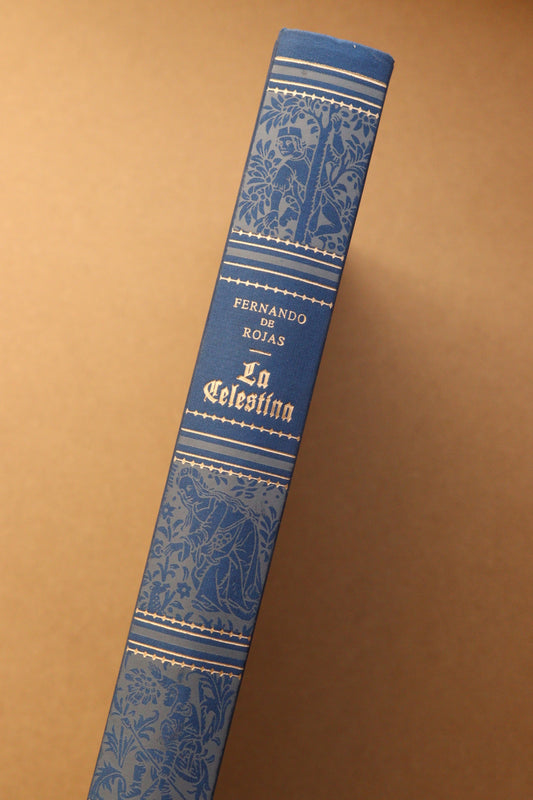 FERNANDO
DE
ROJAS
La
Celestina